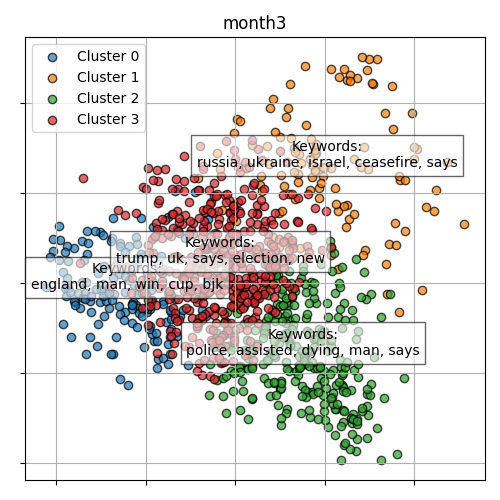 month3
Cluster 0
Cluster 1
Cluster 2
Cluster 3
Keywords:
russia, ukraine, israel, ceasefire, says
Keywords:
trump, uk, says, election, new
Keywords:
england, man, win, cup, bjk
Keywords:
police, assisted, dying, man, says